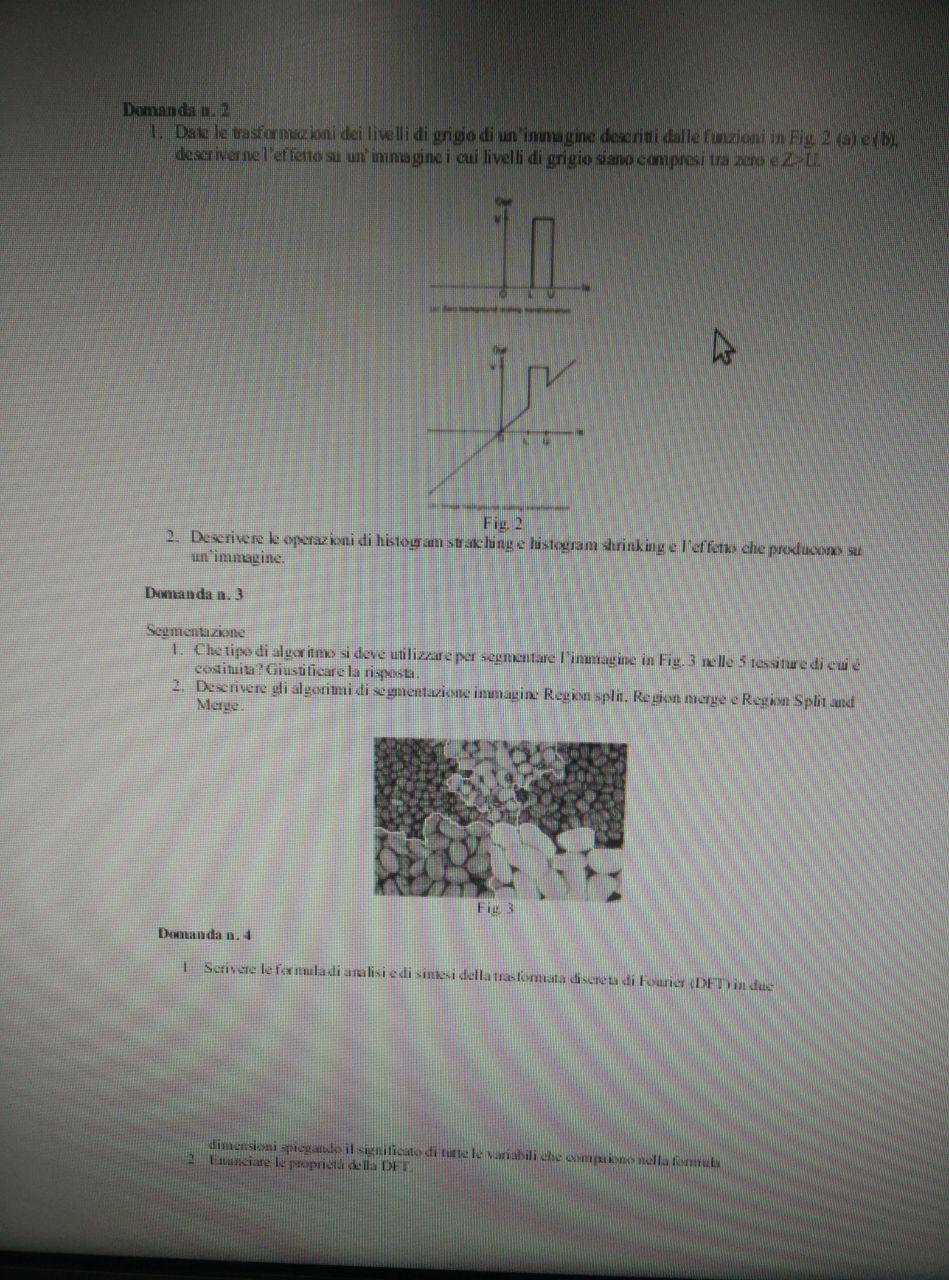 Domanda n. 2
1. Date le trasformazioni dei livelli di grigio di un'immagine descritti dalle funzioni in Fig. 2 (a) e (b),
descriverne l'effetto su un'immagine i cui livelli di grigio siano compresi tra zero e Z>U.
Out
V
0 L U
Out
V
L U
Fig. 2
2. Descrivere le operazioni di histogram stratching e histogram shrinking e l'effetto che producono su
un'immagine.
Domanda n. 3
Segmentazione
1. Che tipo di algoritmo si deve utilizzare per segmentare l'immagine in Fig. 3 nelle 5 tessiture di cui è
costituita? Giustificare la risposta.
2. Descrivere gli algoritmi di segmentazione immagine Region split, Region merge e Region Split and
Merge.
Fig. 3
Domanda n. 4
1 Scrivere le formula di analisi e di sintesi della trasformata discreta di Fourier (DFT) in due
dimensioni spiegando il significato di tutte le variabili che compaiono nella formula
2 Enunciare le proprietà della DFT.